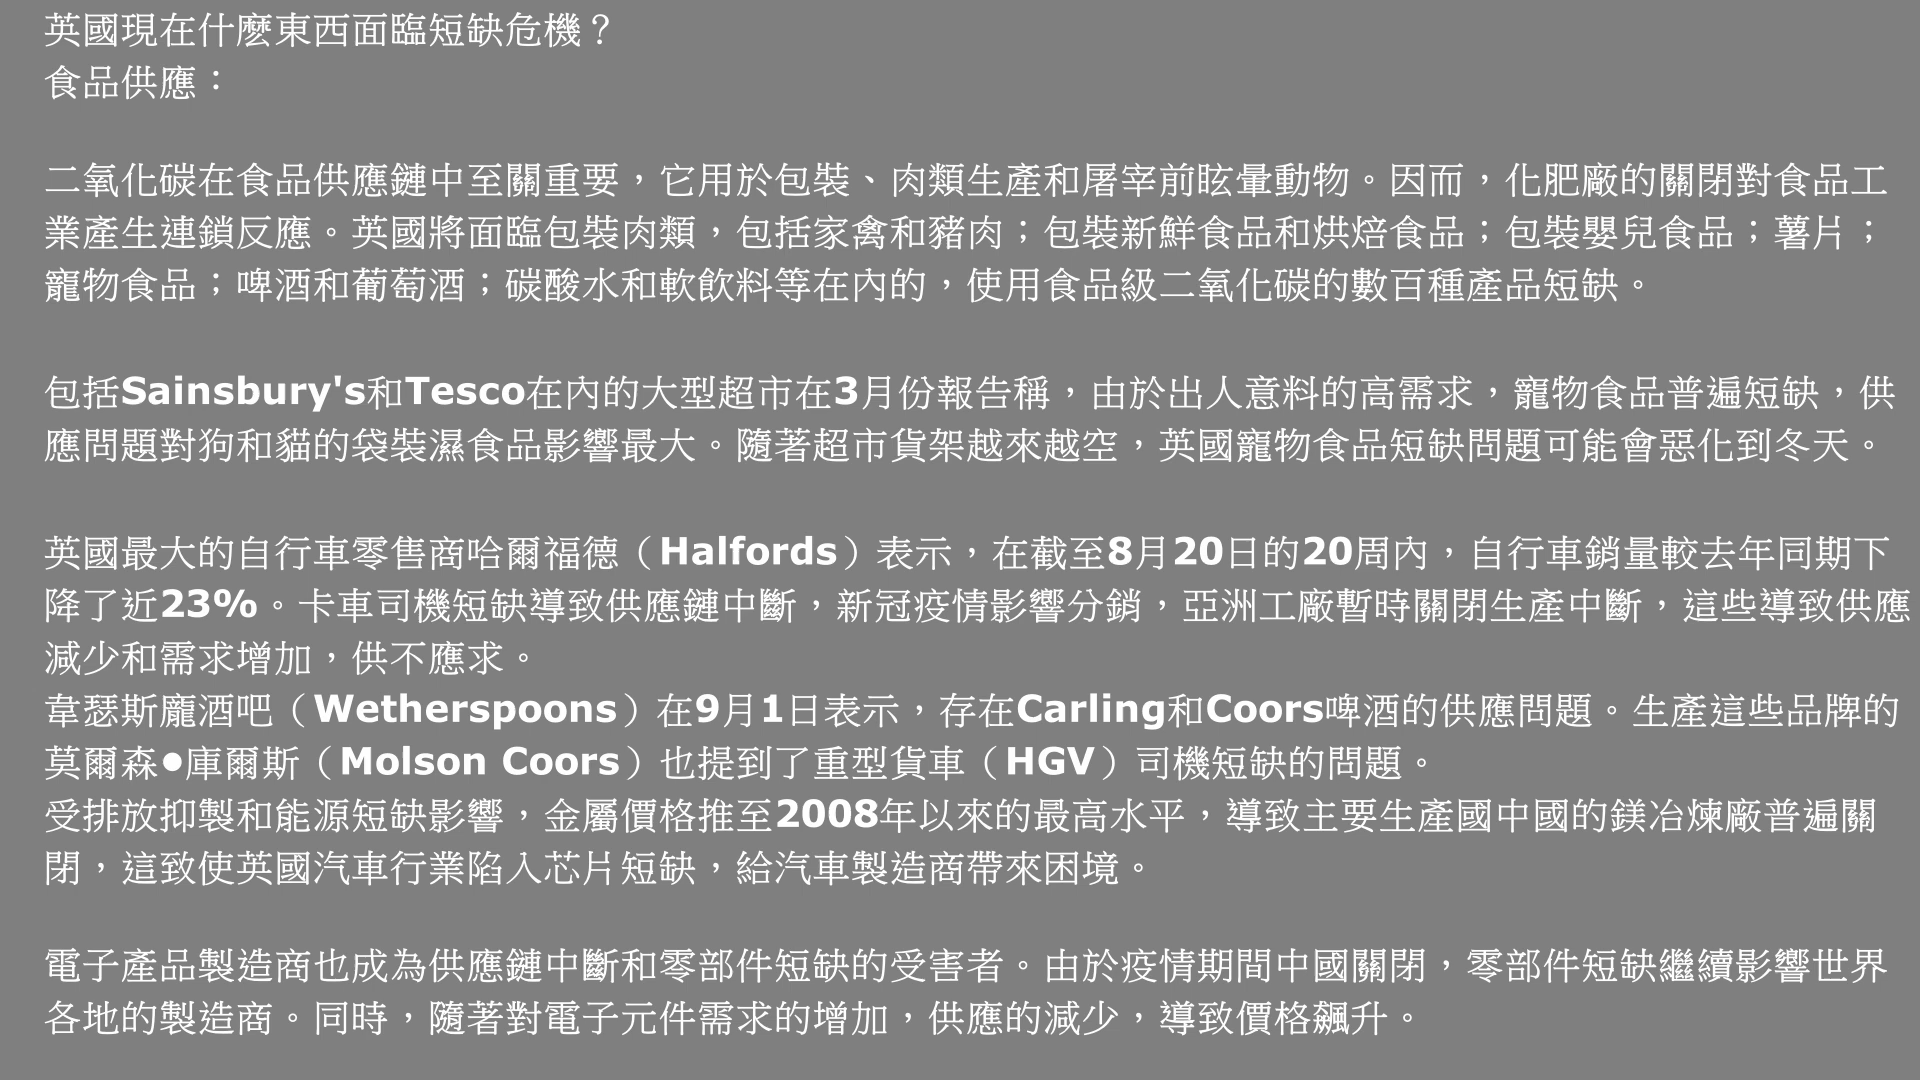 英國現在什麼東西面臨短缺危機？
食品供應：
二氧化碳在食品供應鏈中至關重要，它用於包裝、肉類生產和屠宰前眩暈動物。因而，化肥廠的關閉對食品工
業產生連鎖反應。英國將面臨包裝肉類，包括家禽和豬肉；包裝新鮮食品和烘焙食品；包裝嬰兒食品；薯片；
寵物食品；啤酒和葡萄酒；碳酸水和軟飲料等在內的，使用食品級二氧化碳的數百種產品短缺。
包括Sainsbury's和Tesco在內的大型超市在3月份報告稱，由於出人意料的高需求，寵物食品普遍短缺，供
應問題對狗和貓的袋裝濕食品影響最大。隨著超市貨架越來越空，英國寵物食品短缺問題可能會惡化到冬天。
英國最大的自行車零售商哈爾福德（Halfords）表示，在截至8月20日的20周內，自行車銷量較去年同期下
降了近23%。卡車司機短缺導致供應鏈中斷，新冠疫情影響分銷，亞洲工廠暫時關閉生產中斷，這些導致供應
減少和需求增加，供不應求。
韋瑟斯龐酒吧（Wetherspoons）在9月1日表示，存在Carling和Coors啤酒的供應問題。生產這些品牌的
莫爾森●庫爾斯（Molson Coors）也提到了重型貨車（HGV）司機短缺的問題。
受排放抑製和能源短缺影響，金屬價格推至2008年以來的最高水平，導致主要生產國中國的鎂冶煉廠普遍關
閉，這致使英國汽車行業陷入芯片短缺，給汽車製造商帶來困境。
電子產品製造商也成為供應鏈中斷和零部件短缺的受害者。由於疫情期間中國關閉，零部件短缺繼續影響世界
各地的製造商。同時，隨著對電子元件需求的增加，供應的減少，導致價格飆升。